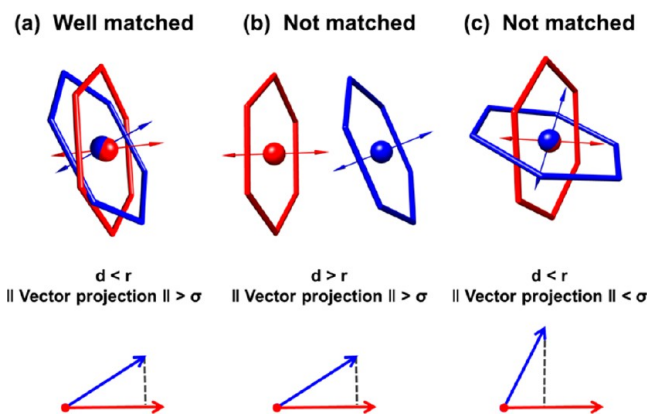 (a) Well matched
(b) Not matched
(c) Not matched
d < r
|| Vector projection || > σ
d > r
|| Vector projection || > σ
d < r
|| Vector projection || < σ